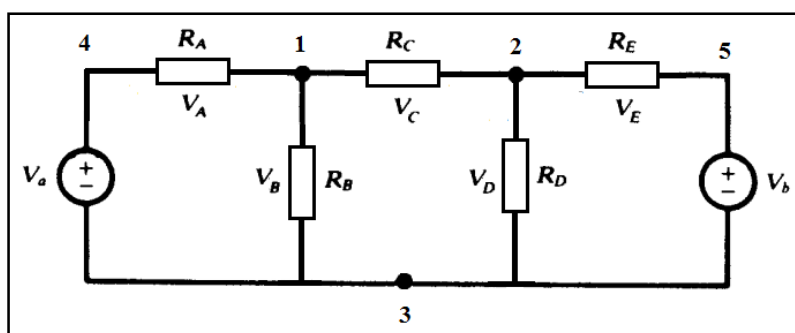 4 R_A 1 R_C 2 R_E 5
V_A V_C V_E
V_a + − V_B R_B V_D R_D + − V_b
3